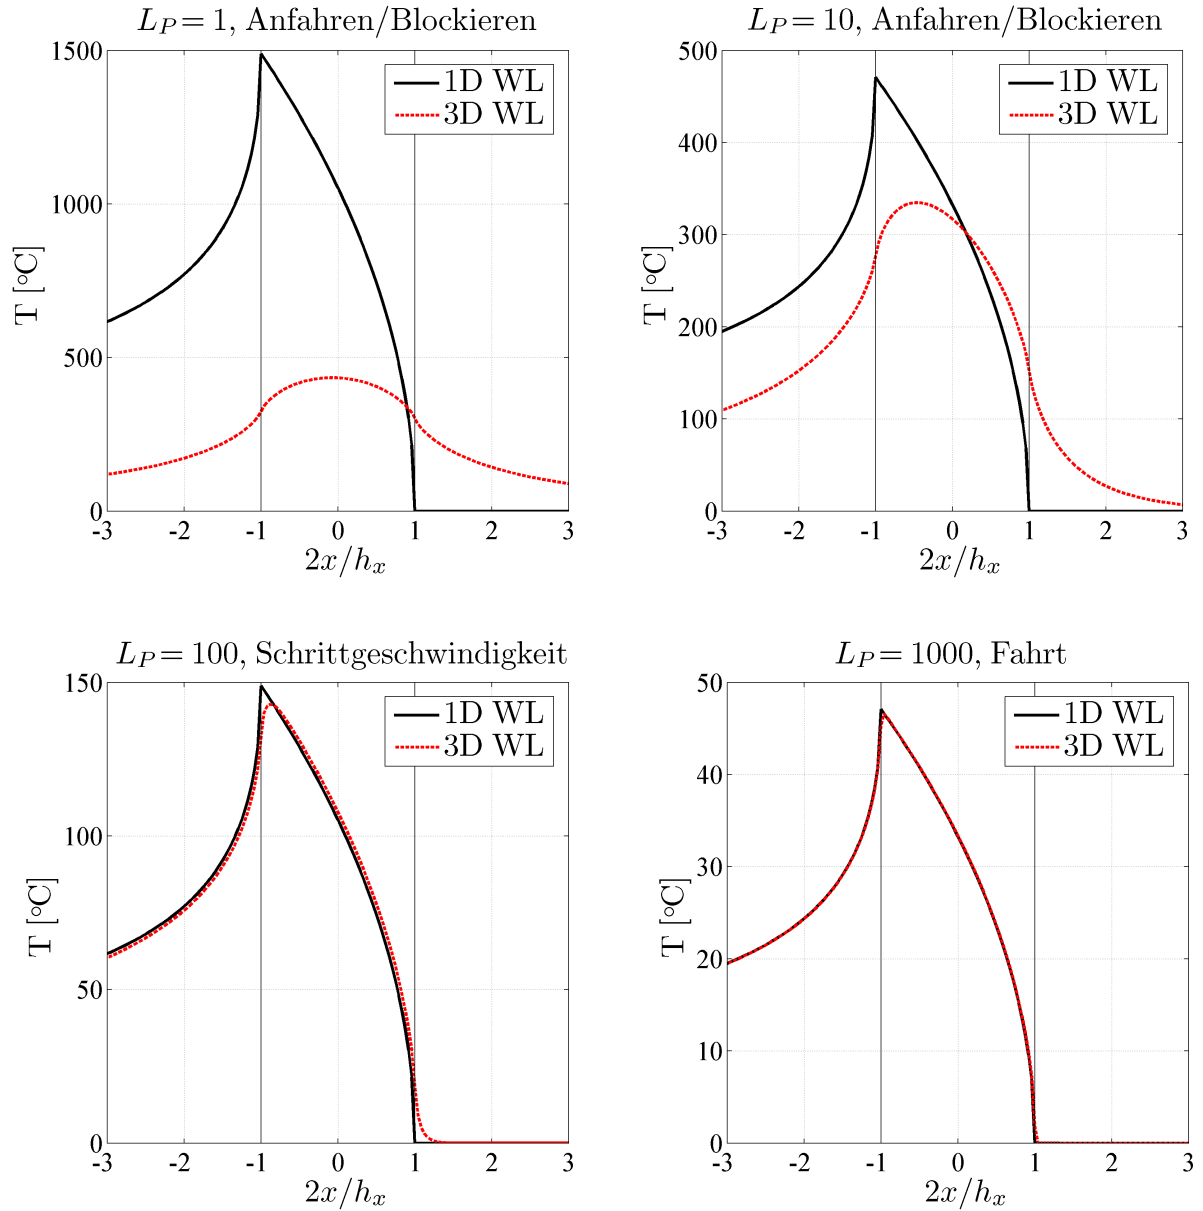 L_P = 1, Anfahren/Blockieren
1500
1000
500
0
T [°C]
1D WL
3D WL
-3 -2 -1 0 1 2 3
2x/h_x
L_P = 10, Anfahren/Blockieren
500
400
300
200
100
0
T [°C]
1D WL
3D WL
-3 -2 -1 0 1 2 3
2x/h_x
L_P = 100, Schrittgeschwindigkeit
150
100
50
0
T [°C]
1D WL
3D WL
-3 -2 -1 0 1 2 3
2x/h_x
L_P = 1000, Fahrt
50
40
30
20
10
0
T [°C]
1D WL
3D WL
-3 -2 -1 0 1 2 3
2x/h_x